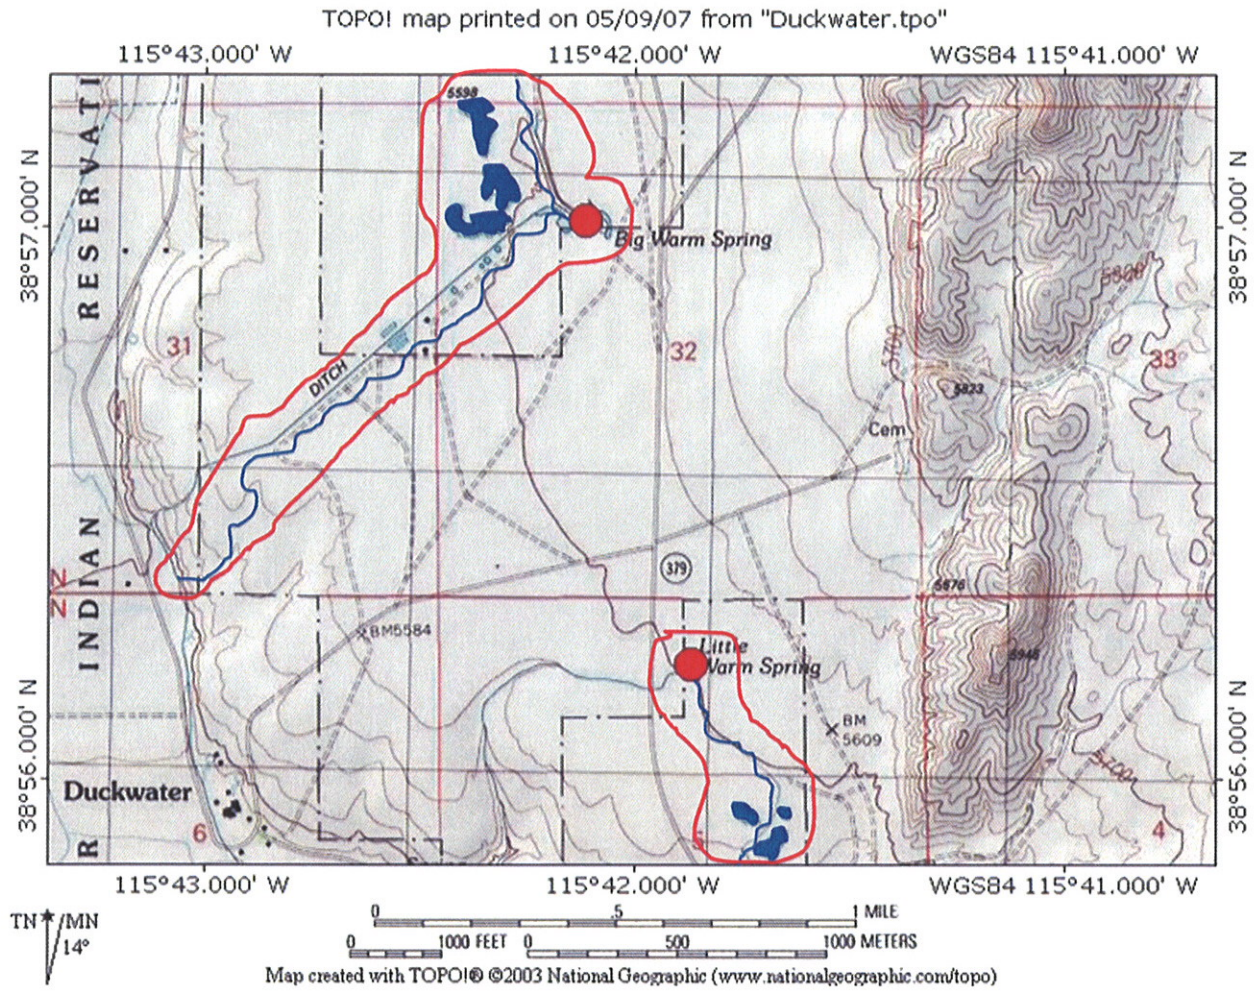 TOPO! map printed on 05/09/07 from "Duckwater.tpo"
115°43.000' W 115°42.000' W WGS84 115°41.000' W
38°57.000' N
38°57.000' N
38°56.000' N
38°56.000' N
INDIAN RESERVATI
R
5598
Big Warm Spring
31
32
33
DITCH
5700
5823
Cem
379
N
N
5876
BM5584
Little
Warm Spring
5945
BM
5609
Duckwater
6
4
115°43.000' W 115°42.000' W WGS84 115°41.000' W
TN MN
14°
0 .5 1 MILE
0 1000 FEET 0 500 1000 METERS
Map created with TOPO!® ©2003 National Geographic (www.nationalgeographic.com/topo)